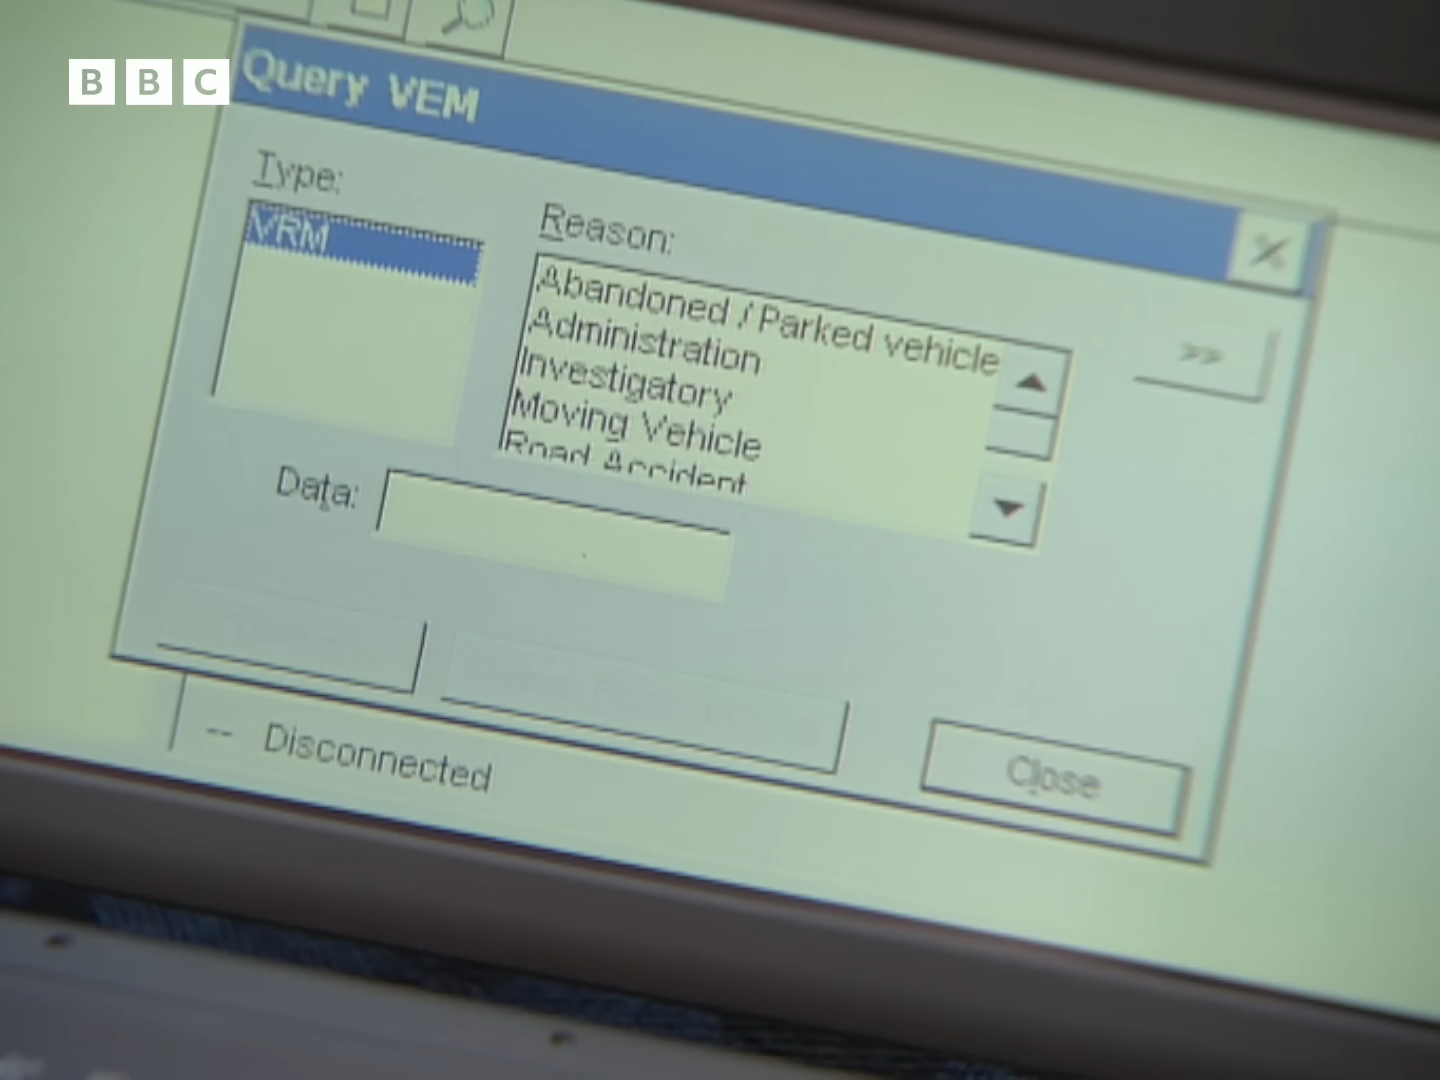 BBC
Query VEM
Type:
VRM
Reason:
Abandoned / Parked vehicle
Administration
Investigatory
Moving Vehicle
Road Accident
>>
Data:
Close
-- Disconnected